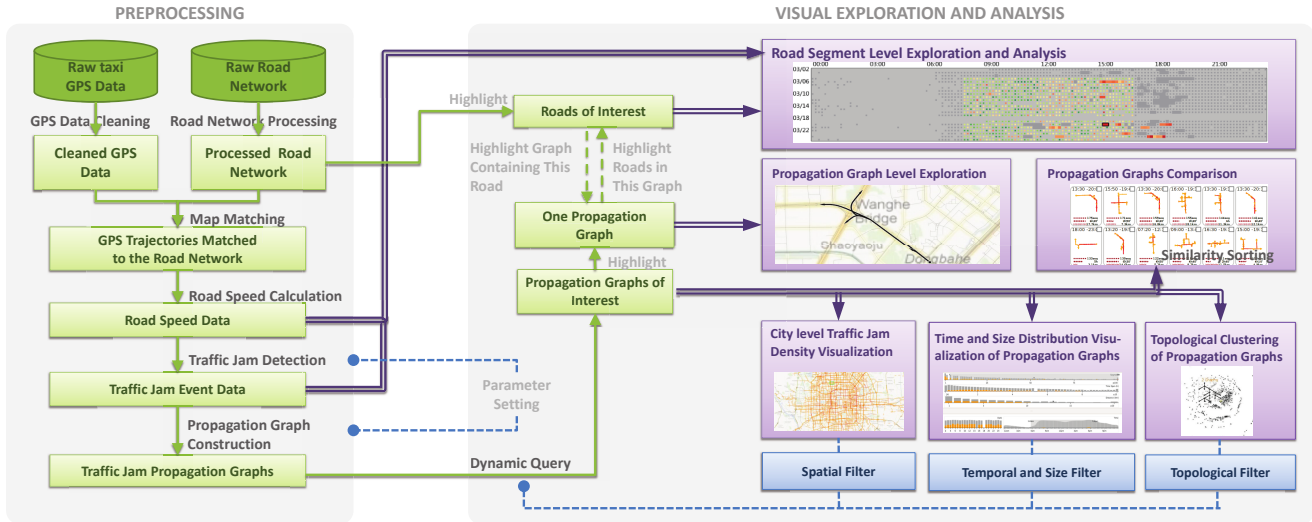 PREPROCESSING
VISUAL EXPLORATION AND ANALYSIS
Raw taxi
GPS Data
Raw Road
Network
GPS Data Cleaning
Road Network Processing
Cleaned GPS
Data
Processed Road
Network
Map Matching
GPS Trajectories Matched
to the Road Network
Road Speed Calculation
Road Speed Data
Traffic Jam Detection
Traffic Jam Event Data
Propagation Graph
Construction
Traffic Jam Propagation Graphs
Highlight
Roads of Interest
Highlight Graph
Containing This
Road
Highlight
Roads in
This Graph
One Propagation
Graph
Highlight
Propagation Graphs of
Interest
Parameter
Setting
Dynamic Query
Road Segment Level Exploration and Analysis
00:00 03:00 06:00 09:00 12:00 15:00 18:00 21:00
03/02
03/06
03/10
03/14
03/18
03/22
Propagation Graph Level Exploration
Wanghe
Bridge
Chaoyaoju
Dongbahe
Propagation Graphs Comparison
Similarity Sorting
City level Traffic Jam
Density Visualization
Time and Size Distribution Visu-
alization of Propagation Graphs
Topological Clustering
of Propagation Graphs
Spatial Filter
Temporal and Size Filter
Topological Filter